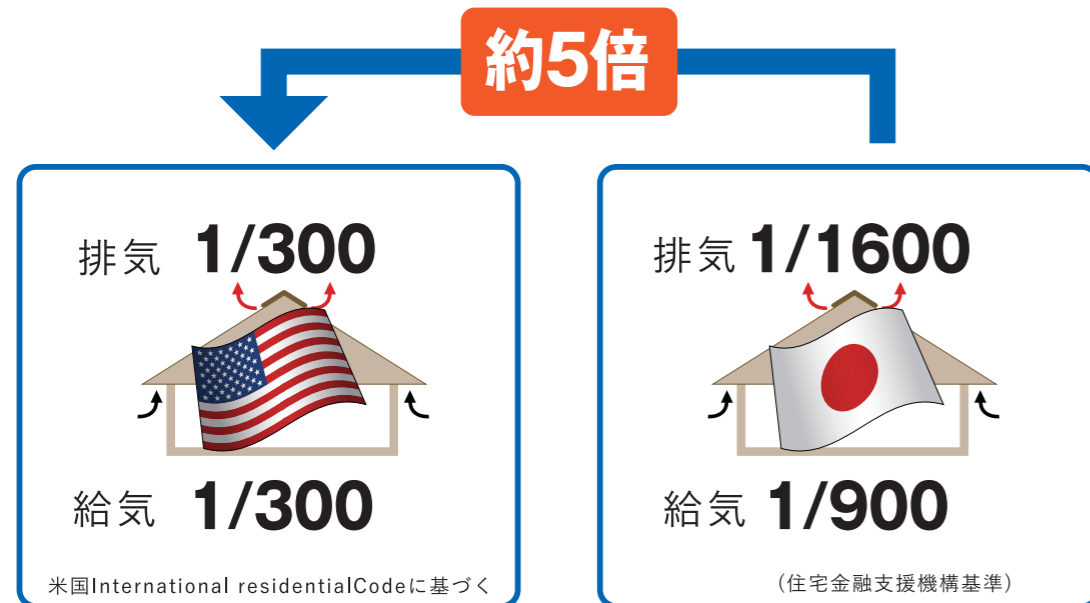 約5倍
排気 1/300
給気 1/300
米国International residentialCodeに基づく
排気 1/1600
給気 1/900
(住宅金融支援機構基準)